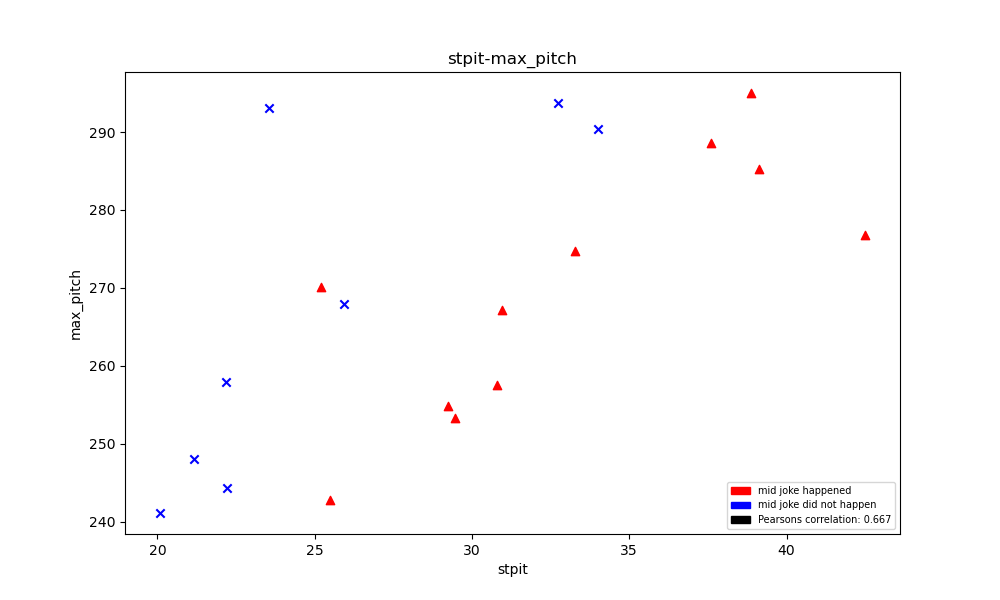 stpit-max_pitch
max_pitch
290
280
270
260
250
240
20 25 30 35 40
stpit
mid joke happened
mid joke did not happen
Pearsons correlation: 0.667